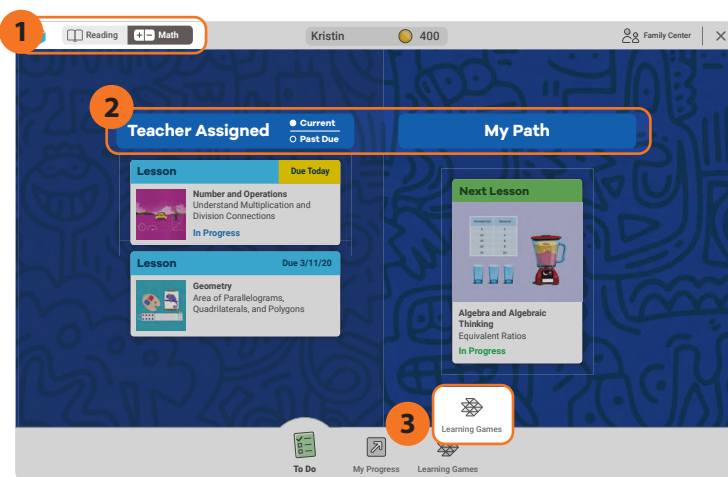 1
Reading
Math
Kristin
400
Family Center
2
Teacher Assigned
Current
Past Due
My Path
Lesson
Due Today
Number and Operations
Understand Multiplication and
Division Connections
In Progress
Lesson
Due 3/11/20
Geometry
Area of Parallelograms,
Quadrilaterals, and Polygons
Next Lesson
Algebra and Algebraic
Thinking
Equivalent Ratios
In Progress
3
Learning Games
To Do
My Progress
Learning Games